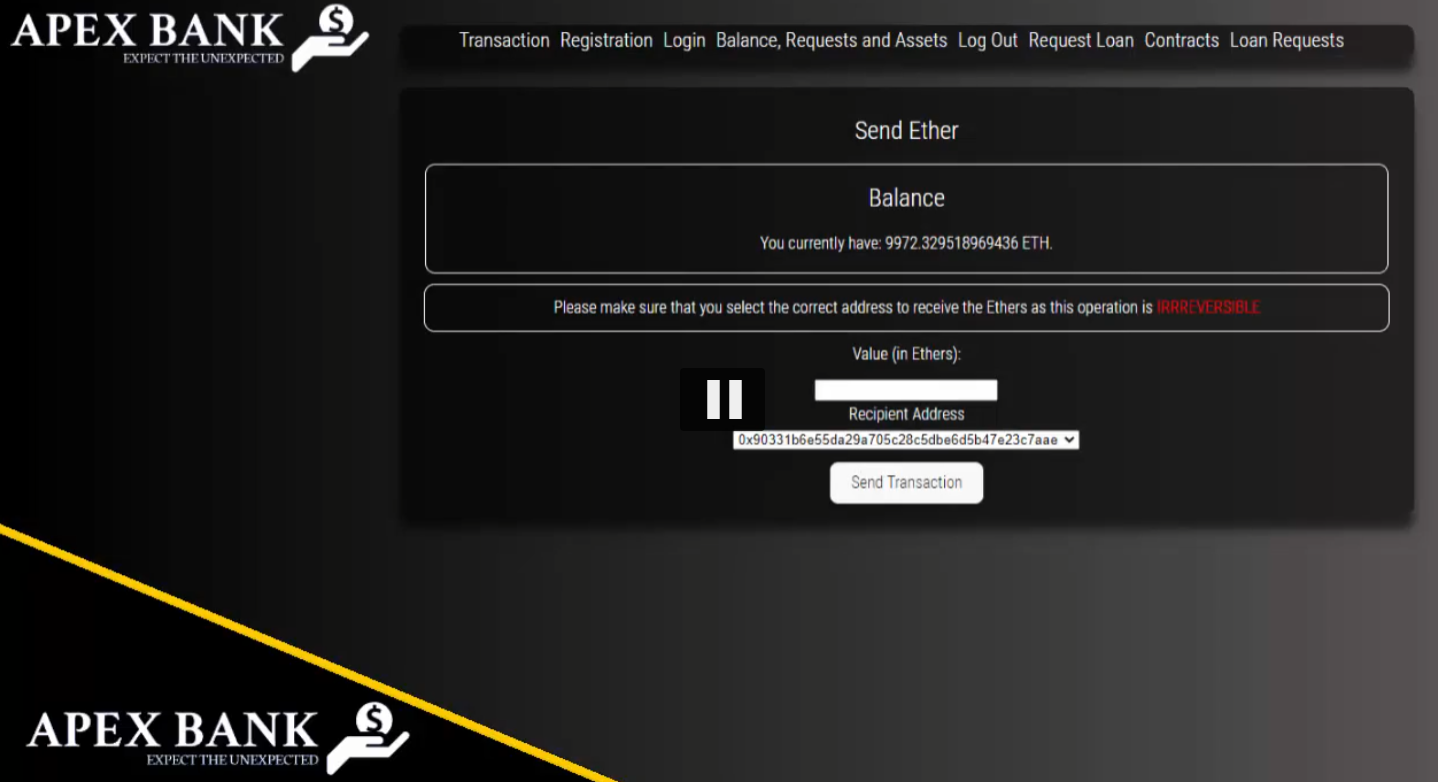 APEX BANK
EXPECT THE UNEXPECTED
Transaction Registration Login Balance, Requests and Assets Log Out Request Loan Contracts Loan Requests
Send Ether
Balance
You currently have: 9972.329518969436 ETH.
Please make sure that you select the correct address to receive the Ethers as this operation is IRRREVERSIBLE
Value (in Ethers):
Recipient Address
0x90331b6e55da29a705c28c5dbe6d5b47e23c7aae
Send Transaction
APEX BANK
EXPECT THE UNEXPECTED